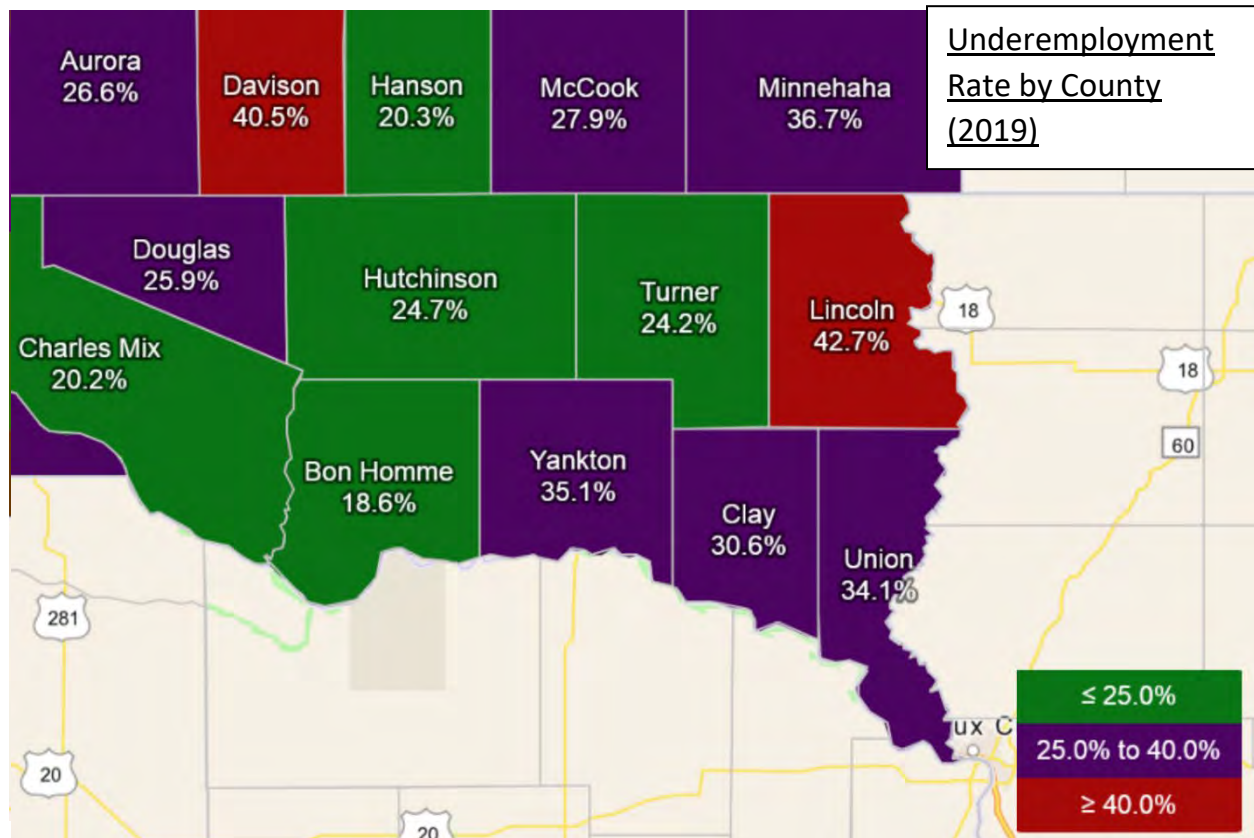 Underemployment
Rate by County
(2019)
Aurora
26.6%
Davison
40.5%
Hanson
20.3%
McCook
27.9%
Minnehaha
36.7%
Douglas
25.9%
Hutchinson
24.7%
Turner
24.2%
Lincoln
42.7%
18
18
Charles Mix
20.2%
Bon Homme
18.6%
Yankton
35.1%
Clay
30.6%
Union
34.1%
60
281
20
20
ux C
≤ 25.0%
25.0% to 40.0%
≥ 40.0%